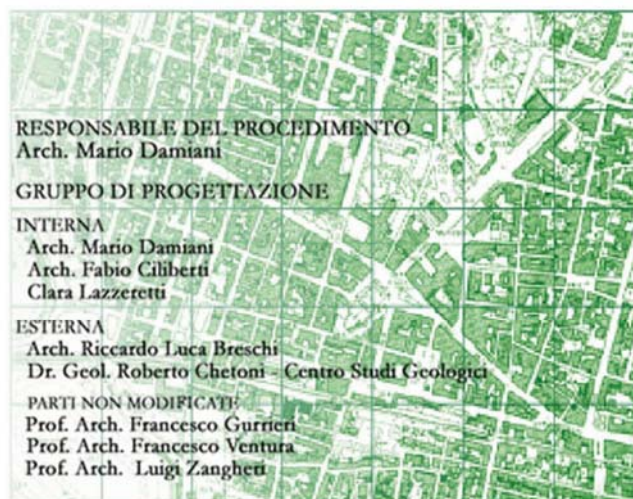 RESPONSABILE DEL PROCEDIMENTO
Arch. Mario Damiani
GRUPPO DI PROGETTAZIONE
INTERNA
Arch. Mario Damiani
Arch. Fabio Ciliberti
Clara Lazzeretti
ESTERNA
Arch. Riccardo Luca Breschi
Dr. Geol. Roberto Chetoni - Centro Studi Geologici
PARTI NON MODIFICATE
Prof. Arch. Francesco Gurrieri
Prof. Arch. Francesco Ventura
Prof. Arch. Luigi Zangheri